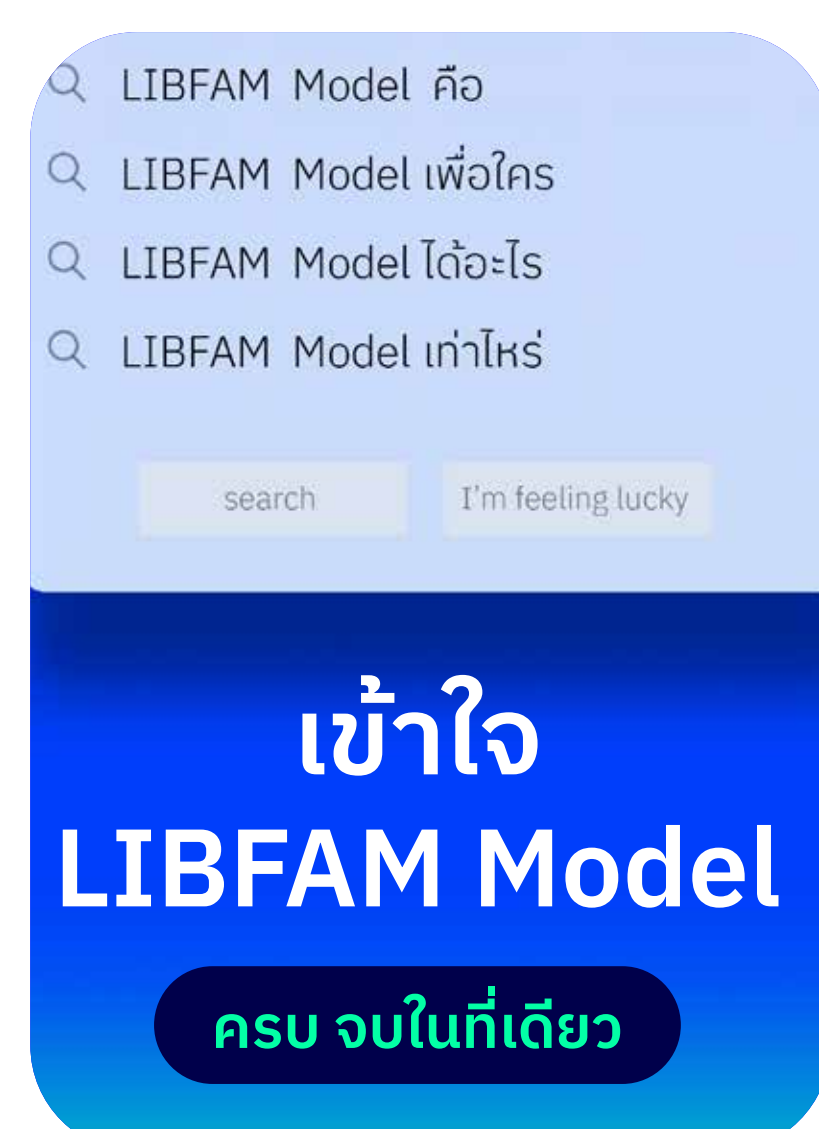 LIBFAM Model คือ
LIBFAM Model เพื่อใคร
LIBFAM Model ได้อะไร
LIBFAM Model เท่าไหร่
search
I'm feeling lucky
เข้าใจ
LIBFAM Model
ครบ จบในที่เดียว